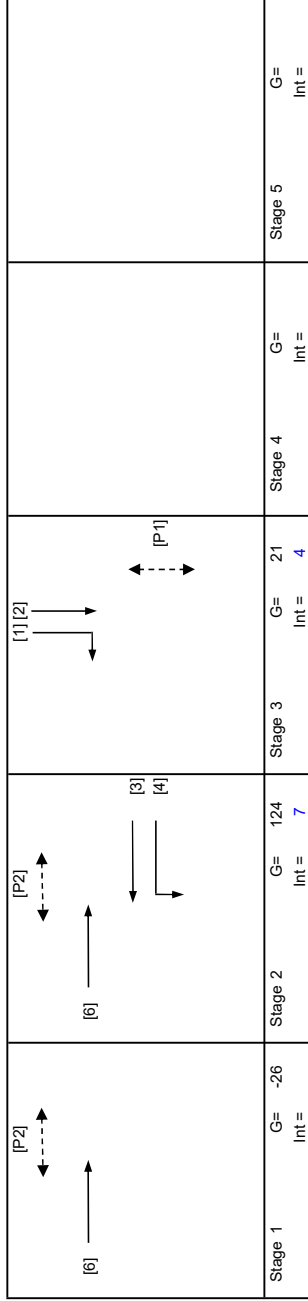 [P2]
[6]
Stage 1 G= -26
Int =
[P2]
[6]
[3]
[4]
Stage 2 G= 124
Int = 7
[1] [2]
[P1]
Stage 3 G= 21
Int = 4
Stage 4 G=
Int =
Stage 5 G=
Int =